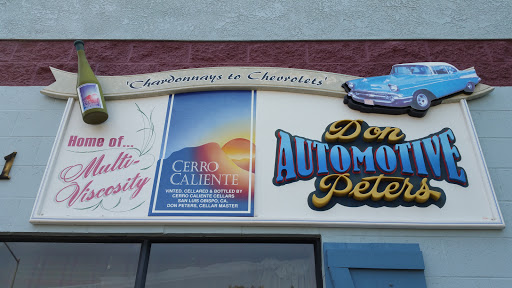 'Chardonnays to Chevrolets'
Home of...
Multi-
Viscosity
CERRO
CALIENTE
VINTED, CELLARED & BOTTLED BY
CERRO CALIENTE CELLARS
SAN LUIS OBISPO, CA.
DON PETERS, CELLAR MASTER
Don
AUTOMOTIVE
Peters
1